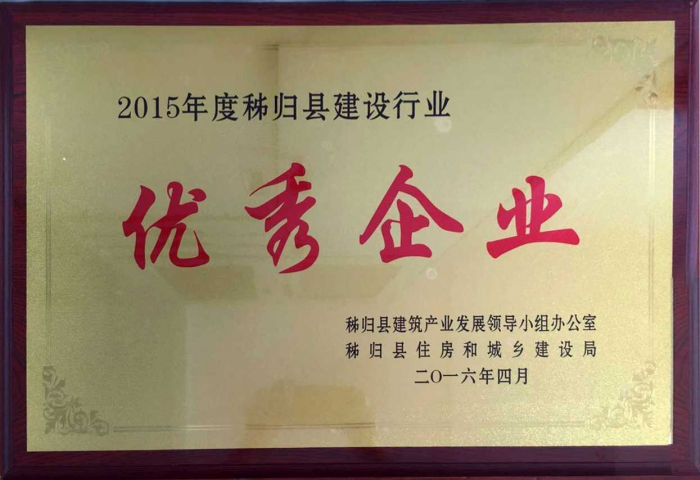 2015年度秭归县建设行业
优秀企业
秭归县建筑产业发展领导小组办公室
秭归县住房和城乡建设局
二〇一六年四月